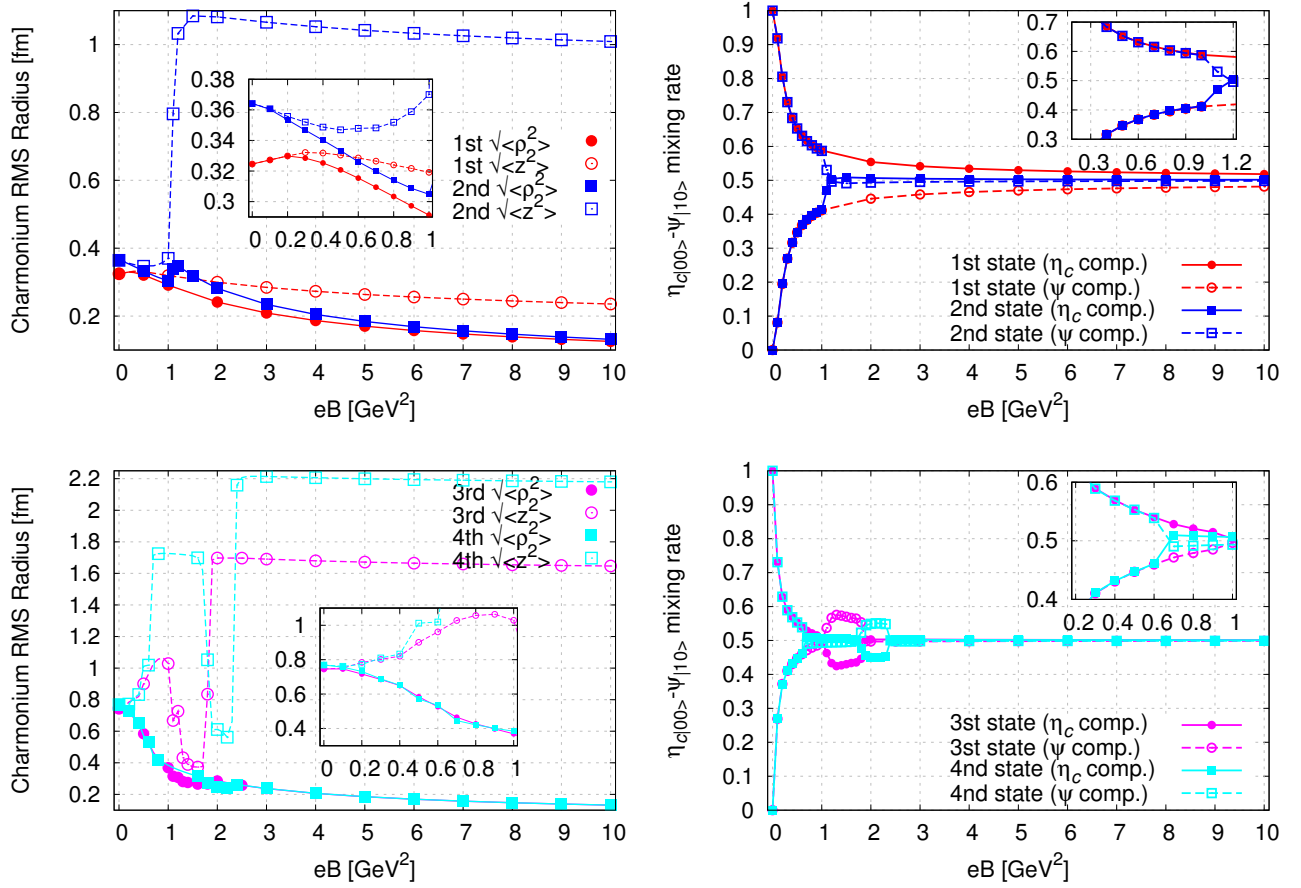 Charmonium RMS Radius [fm]
1
0.8
0.6
0.4
0.2
0 1 2 3 4 5 6 7 8 9 10
eB [GeV²]
0.38
0.36
0.34
0.32
0.3
0 0.2 0.4 0.6 0.8 1
1st √<ρ²>
1st √<z²>
2nd √<ρ²>
2nd √<z²>
η_c|00>-ψ_|10> mixing rate
1
0.9
0.8
0.7
0.6
0.5
0.4
0.3
0.2
0.1
0
0 1 2 3 4 5 6 7 8 9 10
eB [GeV²]
0.7
0.6
0.5
0.4
0.3
0.3 0.6 0.9 1.2
1st state (η_c comp.)
1st state (ψ comp.)
2nd state (η_c comp.)
2nd state (ψ comp.)
Charmonium RMS Radius [fm]
2.2
2
1.8
1.6
1.4
1.2
1
0.8
0.6
0.4
0.2
0 1 2 3 4 5 6 7 8 9 10
eB [GeV²]
3rd √<ρ²>
3rd √<z²>
4th √<ρ²>
4th √<z²>
1
0.8
0.6
0.4
0 0.2 0.4 0.6 0.8 1
η_c|00>-ψ_|10> mixing rate
1
0.9
0.8
0.7
0.6
0.5
0.4
0.3
0.2
0.1
0
0 1 2 3 4 5 6 7 8 9 10
eB [GeV²]
0.6
0.5
0.4
0.2 0.4 0.6 0.8 1
3st state (η_c comp.)
3st state (ψ comp.)
4nd state (η_c comp.)
4nd state (ψ comp.)